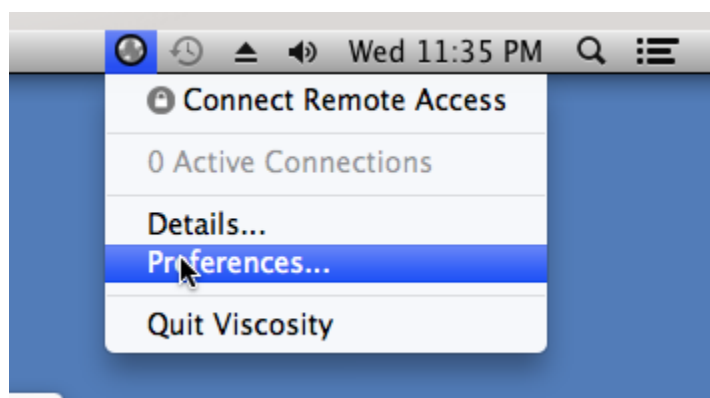 Wed 11:35 PM
Connect Remote Access
0 Active Connections
Details...
Preferences...
Quit Viscosity